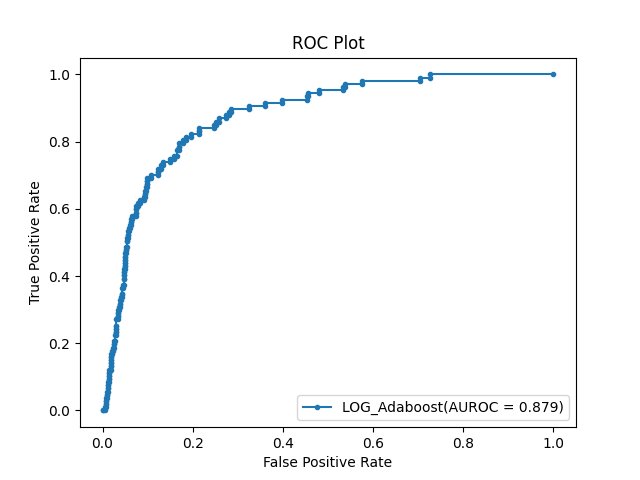 ROC Plot
1.0
0.8
0.6
0.4
0.2
0.0
True Positive Rate
LOG_Adaboost(AUROC = 0.879)
0.0 0.2 0.4 0.6 0.8 1.0
False Positive Rate